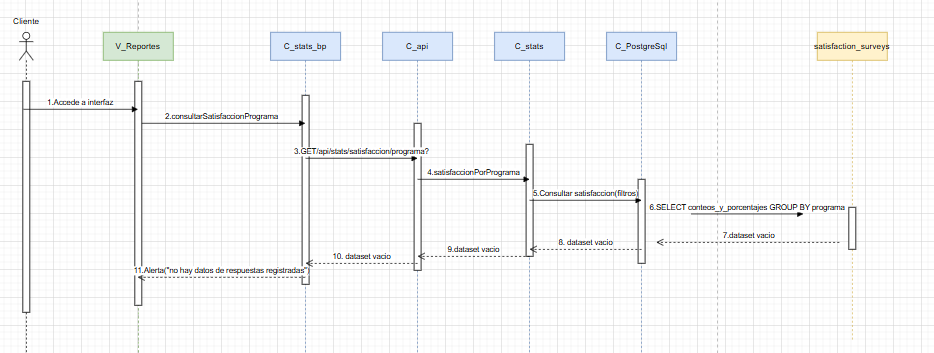 Cliente
V_Reportes
C_stats_bp
C_api
C_stats
C_PostgreSql
satisfaction_surveys
1.Accede a interfaz
2.consultarSatisfaccionPrograma
3.GET/api/stats/satisfaccion/programa?
4.satisfaccionPorPrograma
5.Consultar satisfaccion(filtros)
6.SELECT conteos_y_porcentajes GROUP BY programa
7.dataset vacio
8. dataset vacio
9.dataset vacio
10. dataset vacio
11.Alerta("no hay datos de respuestas registradas")